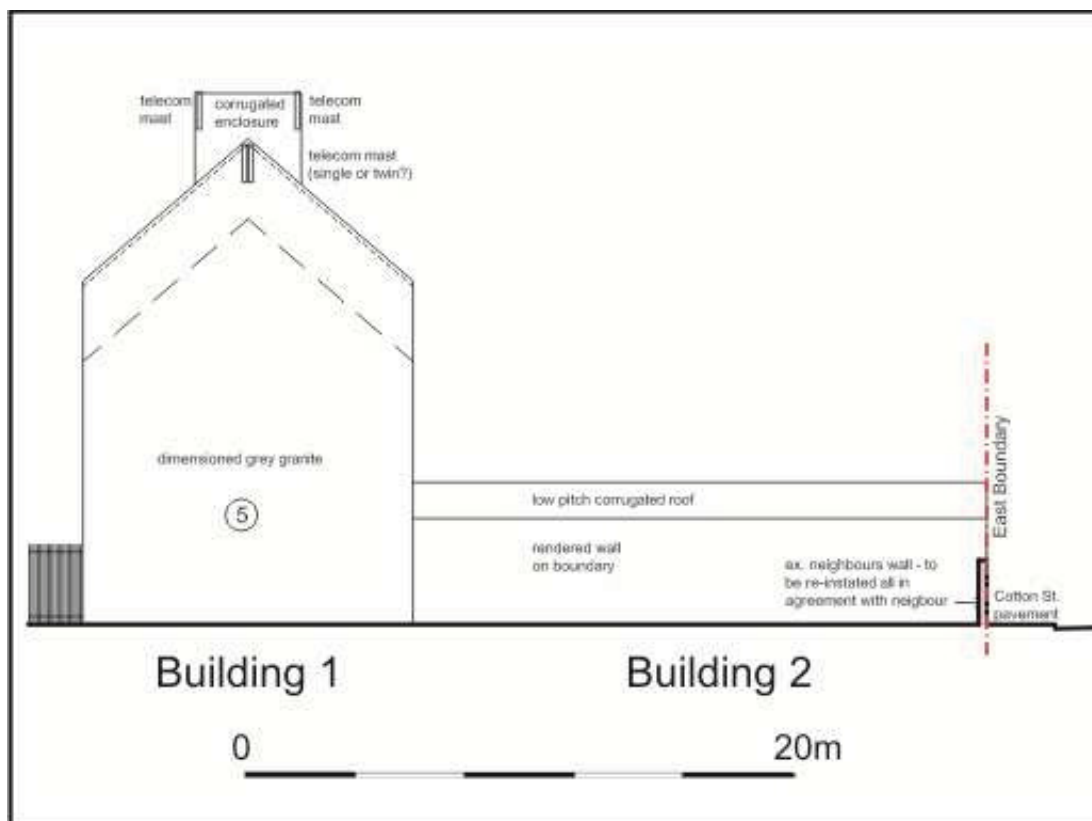 telecom
mast
corrugated
enclosure
telecom
mast
telecom mast
(single or twin?)
dimensioned grey granite
5
low pitch corrugated roof
rendered wall
on boundary
ex. neighbours wall - to
be re-instated all in
agreement with neigbour
East Boundary
Cotton St.
pavement
Building 1
Building 2
0
20m